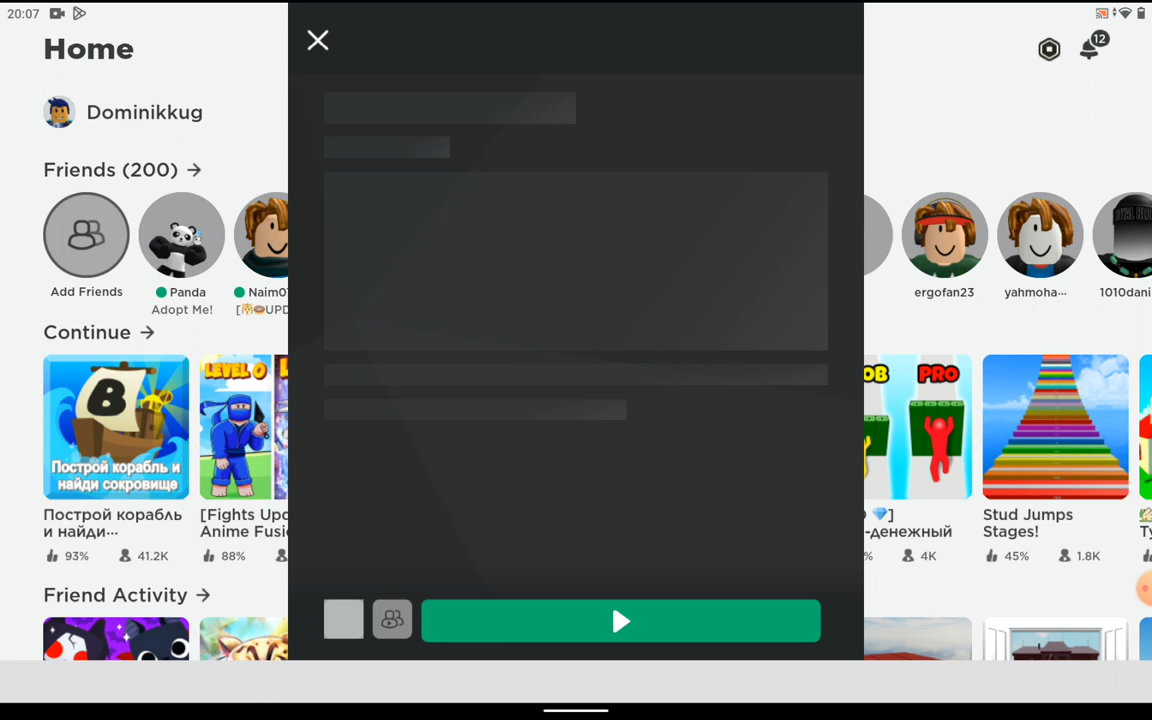 20:07
Home
12
Dominikkug
Friends (200) →
Add Friends
Panda
Adopt Me!
ergofan23
yahmoha...
1010dani
Continue →
B
Построй корабль и
найди сокровище
LEVEL 0
OB
PRO
Построй корабль
и найди...
93%
41.2K
[Fights Upd
88%
]
-денежный
%
4K
Stud Jumps
Stages!
45%
1.8K
Friend Activity →